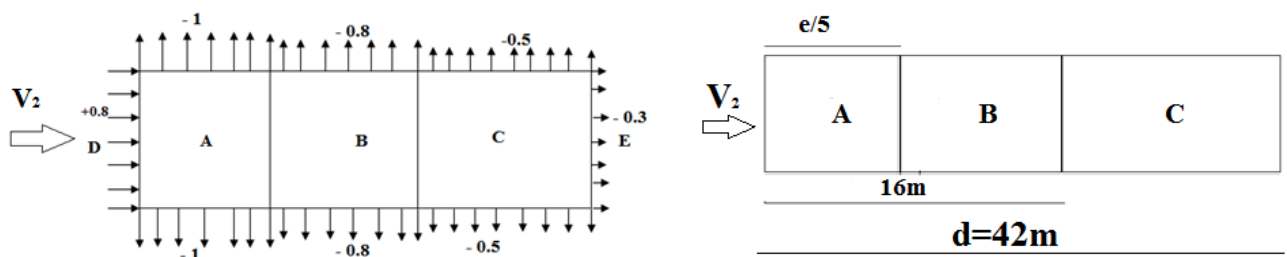 - 1
- 0.8
-0.5
V₂
+0.8
D
A
B
C
- 0.3
E
- 1
- 0.8
- 0.5
e/5
V₂
A
B
C
16m
d=42m